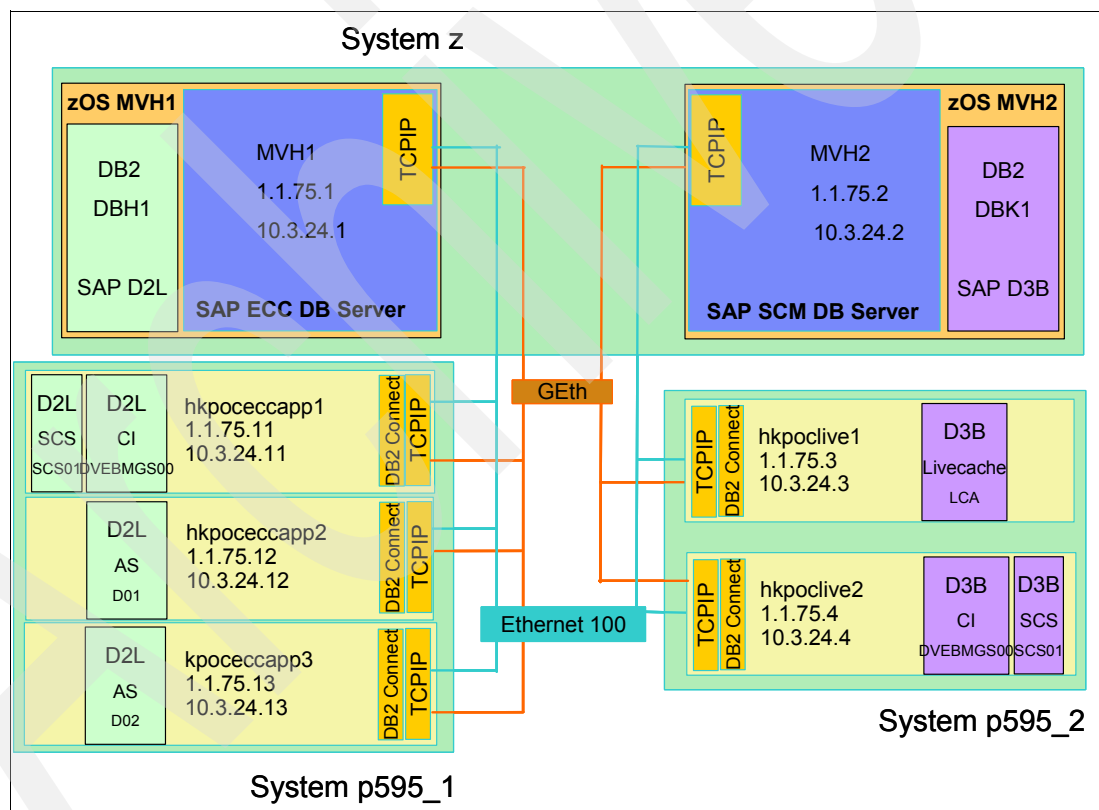 System z
zOS MVH1
DB2
DBH1
SAP D2L
MVH1
1.1.75.1
10.3.24.1
SAP ECC DB Server
TCPIP
TCPIP
MVH2
1.1.75.2
10.3.24.2
SAP SCM DB Server
zOS MVH2
DB2
DBK1
SAP D3B
GEth
Ethernet 100
D2L
SCS
SCS01
D2L
CI
DVEBMGS00
hkpoceccapp1
1.1.75.11
10.3.24.11
DB2 Connect
TCPIP
D2L
AS
D01
hkpoceccapp2
1.1.75.12
10.3.24.12
DB2 Connect
TCPIP
D2L
AS
D02
kpoceccapp3
1.1.75.13
10.3.24.13
DB2 Connect
TCPIP
System p595_1
TCPIP
DB2 Connect
hkpoclive1
1.1.75.3
10.3.24.3
D3B
Livecache
LCA
TCPIP
DB2 Connect
hkpoclive2
1.1.75.4
10.3.24.4
D3B
CI
DVEBMGS00
D3B
SCS
SCS01
System p595_2